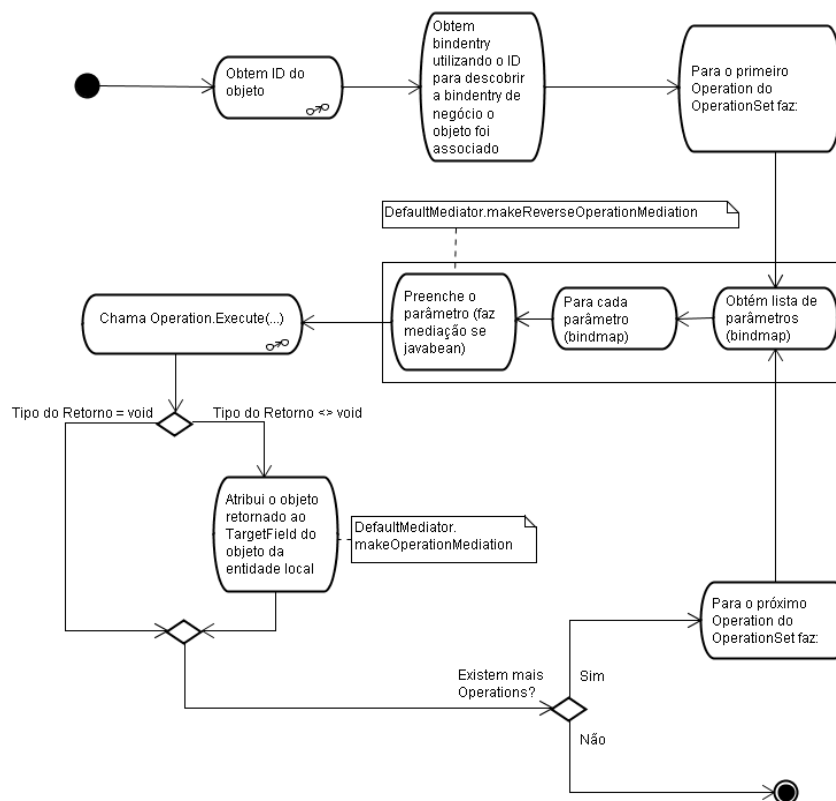 Obtem ID do
objeto
Obtem
bindentry
utilizando o ID
para descobrir
a bindentry de
negócio o
objeto foi
associado
Para o primeiro
Operation do
OperationSet faz:
DefaultMediator.makeReverseOperationMediation
Chama Operation.Execute(...)
Preenche o
parâmetro (faz
mediação se
javabean)
Para cada
parâmetro
(bindmap)
Obtém lista de
parâmetros
(bindmap)
Tipo do Retorno = void
Tipo do Retorno <> void
Atribui o objeto
retornado ao
TargetField do
objeto da
entidade local
DefaultMediator.
makeOperationMediation
Para o próximo
Operation do
OperationSet faz:
Existem mais
Operations?
Sim
Não